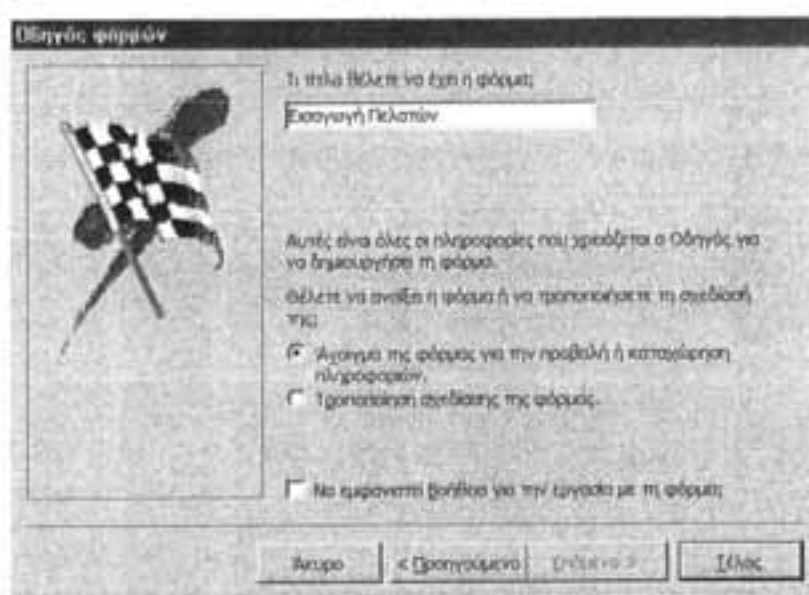 Οδηγός φορμών
Τι τίτλο θέλετε να έχει η φόρμα;
Εισαγωγή Πελατών
Αυτές είναι όλες οι πληροφορίες που χρειάζεται ο Οδηγός για
να δημιουργήσει τη φόρμα.
Θέλετε να ανοίξει η φόρμα ή να τροποποιήσετε τη σχεδίασή
της;
Άνοιγμα της φόρμας για την προβολή ή καταχώρηση
πληροφοριών.
Τροποποίηση σχεδίασης της φόρμας.
Να εμφανιστεί βοήθεια για την εργασία με τη φόρμα;
Άκυρο
< Προηγούμενο
Επόμενο >
Τέλος